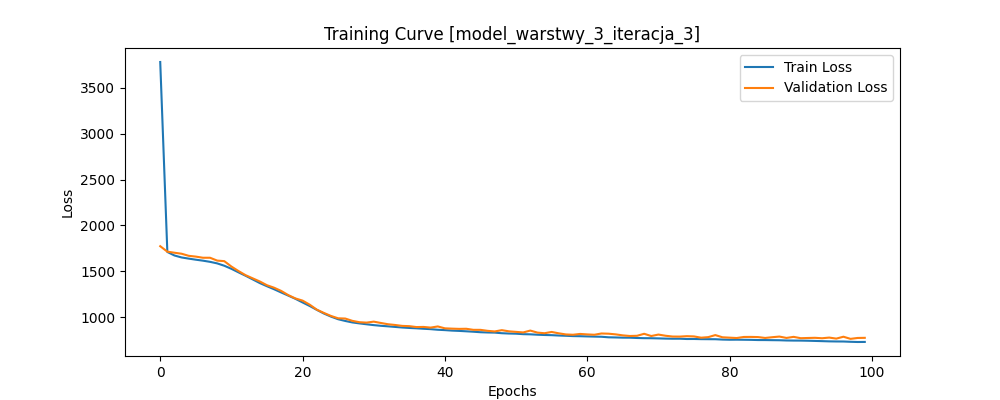 Training Curve [model_warstwy_3_iteracja_3]
Train Loss
Validation Loss
3500
3000
2500
2000
1500
1000
Loss
0
20
40
60
80
100
Epochs